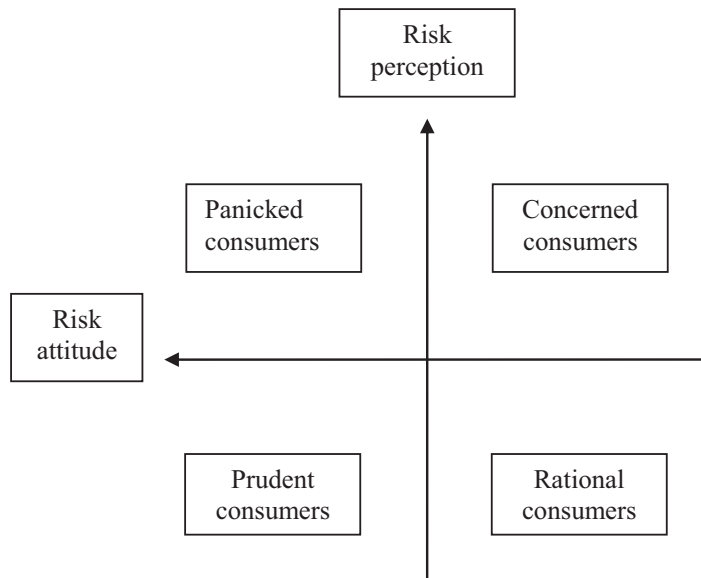 Risk
perception
Panicked
consumers
Concerned
consumers
Risk
attitude
Prudent
consumers
Rational
consumers